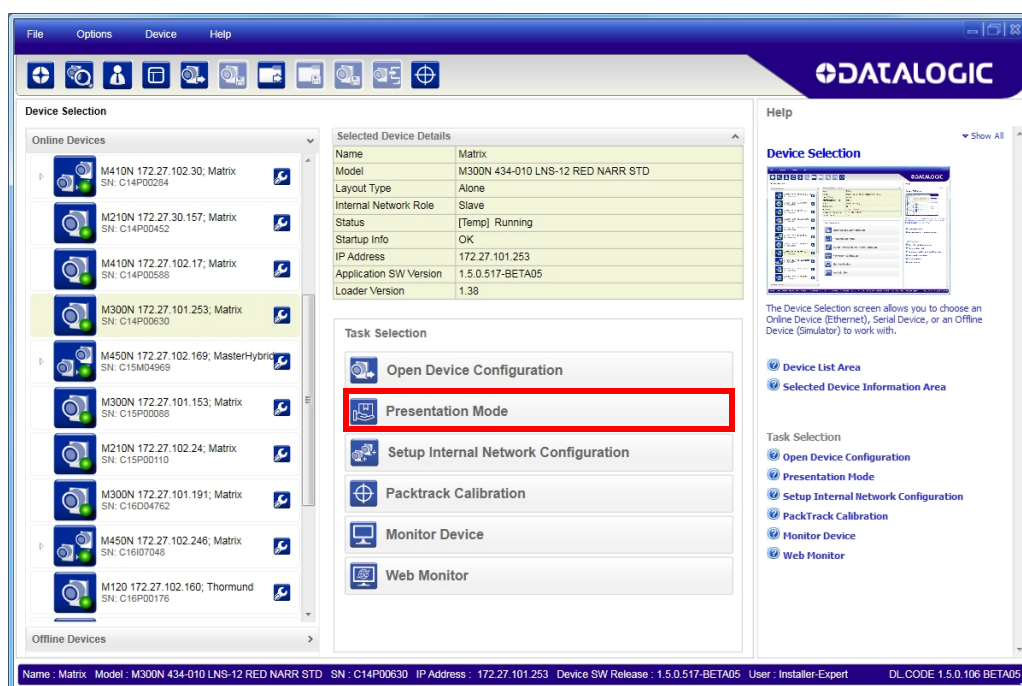 File Options Device Help
DATALOGIC
Device Selection
Online Devices
M410N 172.27.102.30; Matrix
SN: C14P00284
M210N 172.27.30.157; Matrix
SN: C14P00452
M410N 172.27.102.17; Matrix
SN: C14P00588
M300N 172.27.101.253; Matrix
SN: C14P00630
M450N 172.27.102.169; MasterHybrid
SN: C15M04969
M300N 172.27.101.153; Matrix
SN: C15P00088
M210N 172.27.102.24; Matrix
SN: C15P00110
M300N 172.27.101.191; Matrix
SN: C16D04762
M450N 172.27.102.246; Matrix
SN: C16I07048
M120 172.27.102.160; Thormund
SN: C16P00176
Offline Devices
Selected Device Details
Name Matrix
Model M300N 434-010 LNS-12 RED NARR STD
Layout Type Alone
Internal Network Role Slave
Status [Temp] Running
Startup Info OK
IP Address 172.27.101.253
Application SW Version 1.5.0.517-BETA05
Loader Version 1.38
Task Selection
Open Device Configuration
Presentation Mode
Setup Internal Network Configuration
Packtrack Calibration
Monitor Device
Web Monitor
Help
Show All
Device Selection
The Device Selection screen allows you to choose an
Online Device (Ethernet), Serial Device, or an Offline
Device (Simulator) to work with.
Device List Area
Selected Device Information Area
Task Selection
Open Device Configuration
Presentation Mode
Setup Internal Network Configuration
PackTrack Calibration
Monitor Device
Web Monitor
Name : Matrix Model : M300N 434-010 LNS-12 RED NARR STD SN : C14P00630 IP Address : 172.27.101.253 Device SW Release : 1.5.0.517-BETA05 User : Installer-Expert DL.CODE 1.5.0.106 BETA05